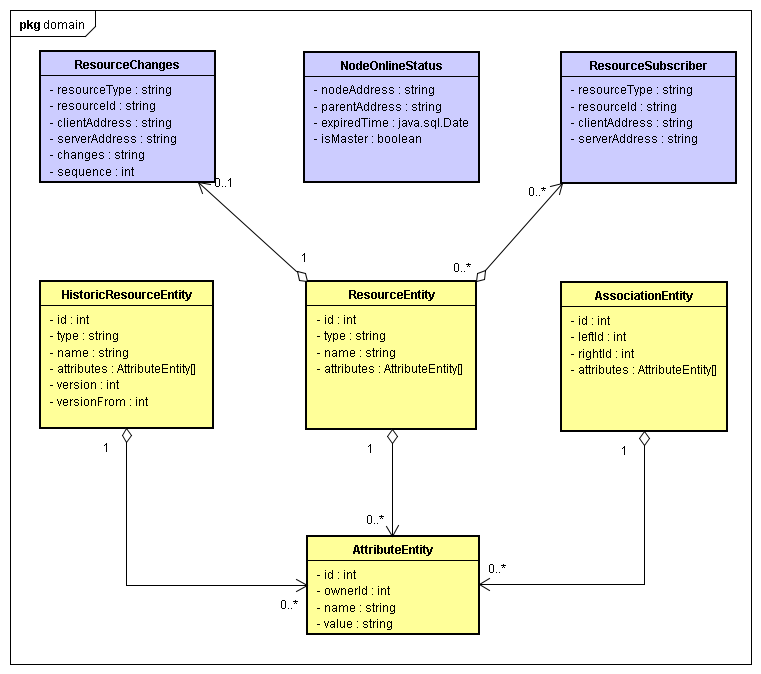 pkg domain
ResourceChanges
- resourceType : string
- resourceId : string
- clientAddress : string
- serverAddress : string
- changes : string
- sequence : int
NodeOnlineStatus
- nodeAddress : string
- parentAddress : string
- expiredTime : java.sql.Date
- isMaster : boolean
ResourceSubscriber
- resourceType : string
- resourceId : string
- clientAddress : string
- serverAddress : string
0..1
0..*
1
0..*
HistoricResourceEntity
- id : int
- type : string
- name : string
- attributes : AttributeEntity[]
- version : int
- versionFrom : int
ResourceEntity
- id : int
- type : string
- name : string
- attributes : AttributeEntity[]
AssociationEntity
- id : int
- leftId : int
- rightId : int
- attributes : AttributeEntity[]
1
1
1
0..*
AttributeEntity
- id : int
- ownerId : int
- name : string
- value : string
0..*
0..*